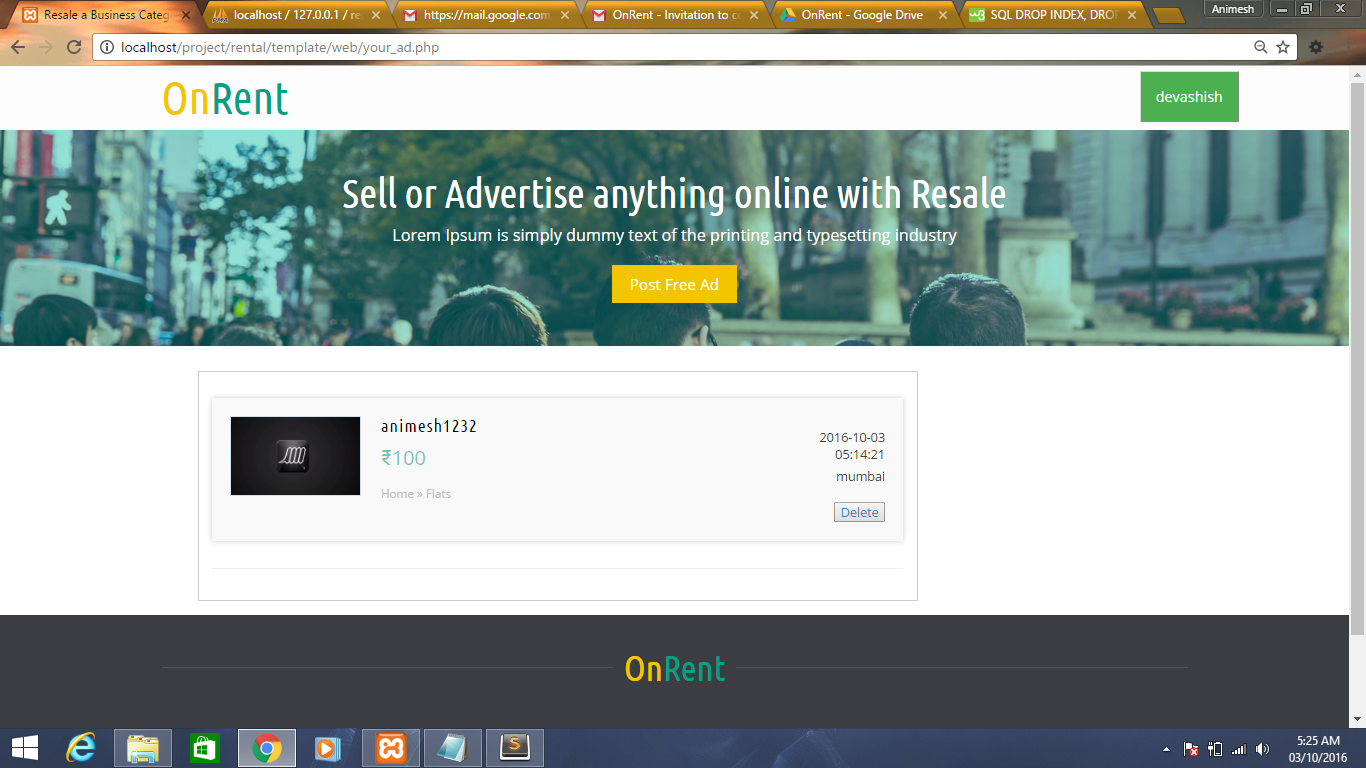 Resale a Business Categ
localhost / 127.0.0.1 / re
https://mail.google.com
OnRent - Invitation to c
OnRent - Google Drive
SQL DROP INDEX, DROP
Animesh
localhost/project/rental/template/web/your_ad.php
OnRent
devashish
Sell or Advertise anything online with Resale
Lorem Ipsum is simply dummy text of the printing and typesetting industry
Post Free Ad
animesh1232
₹100
Home » Flats
2016-10-03
05:14:21
mumbai
Delete
OnRent
5:25 AM
03/10/2016